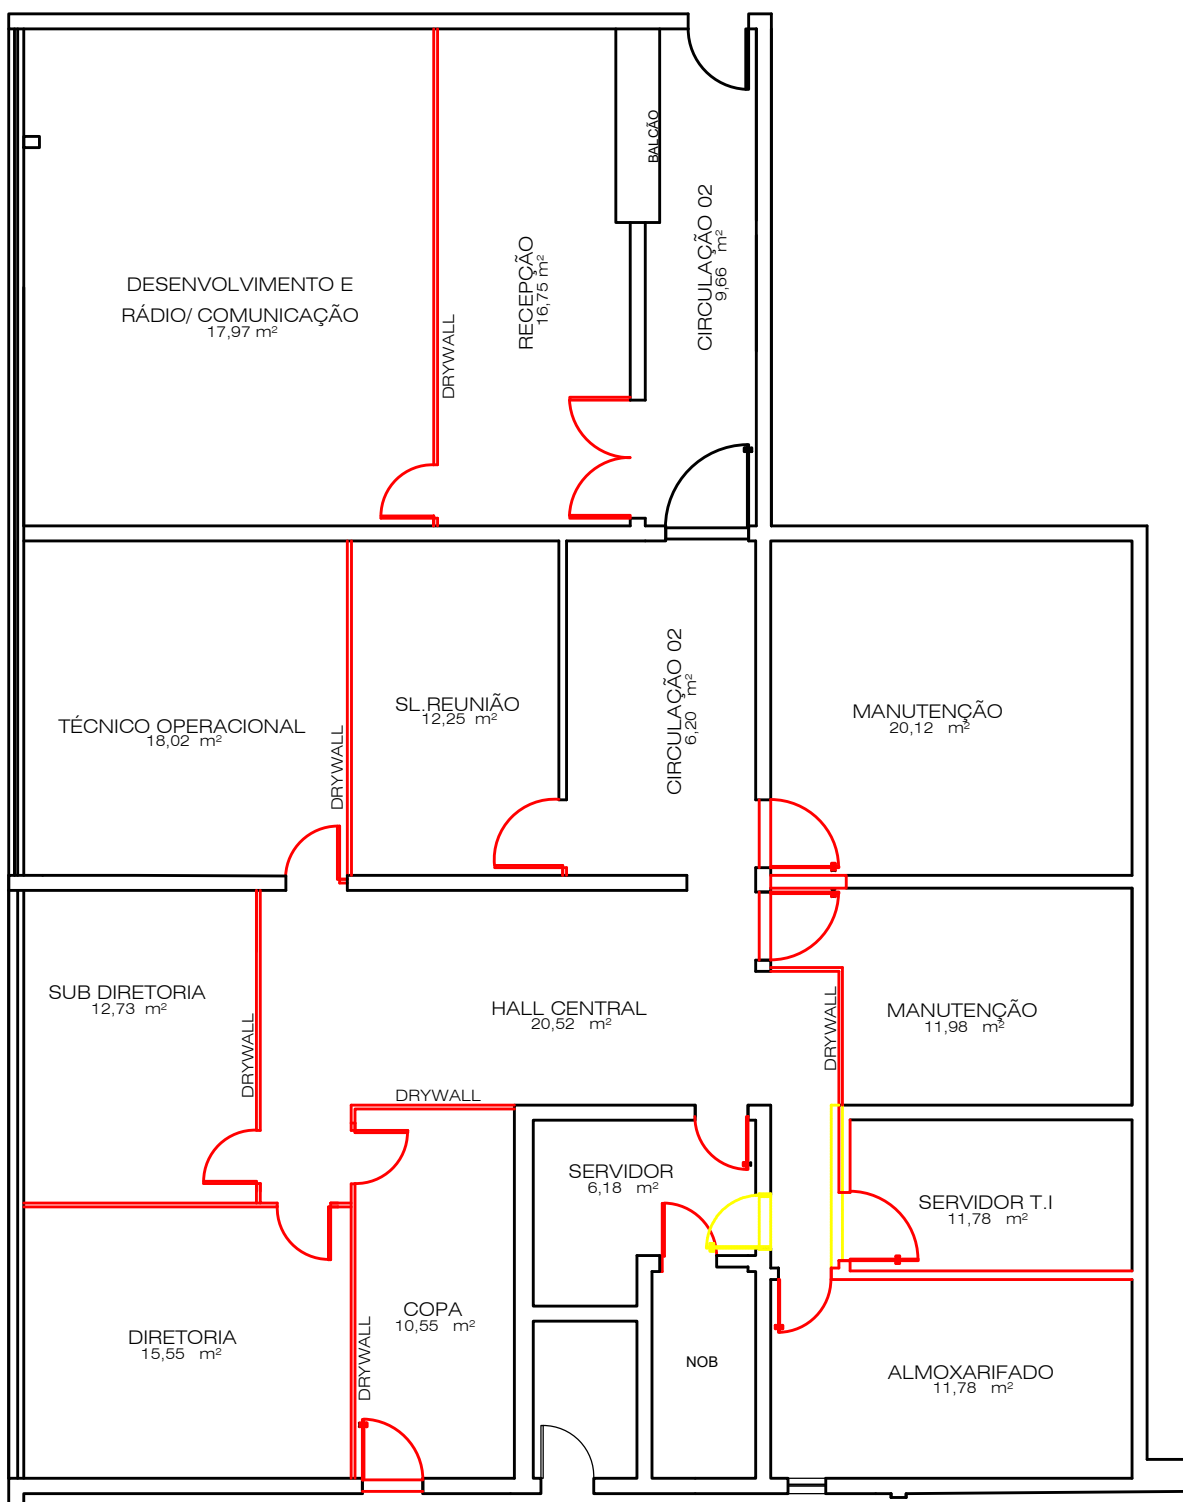 BALCÃO
CIRCULAÇÃO 02
9,66 m²
RECEPÇÃO
16,75 m²
DESENVOLVIMENTO E
RÁDIO/ COMUNICAÇÃO
17,97 m²
DRYWALL
TÉCNICO OPERACIONAL
18,02 m²
DRYWALL
SL.REUNIÃO
12,25 m²
CIRCULAÇÃO 02
6,20 m²
MANUTENÇÃO
20,12 m²
SUB DIRETORIA
12,73 m²
DRYWALL
HALL CENTRAL
20,52 m²
DRYWALL
MANUTENÇÃO
11,98 m²
DRYWALL
SERVIDOR
6,18 m²
SERVIDOR T.I
11,78 m²
DIRETORIA
15,55 m²
DRYWALL
COPA
10,55 m²
NOB
ALMOXARIFADO
11,78 m²